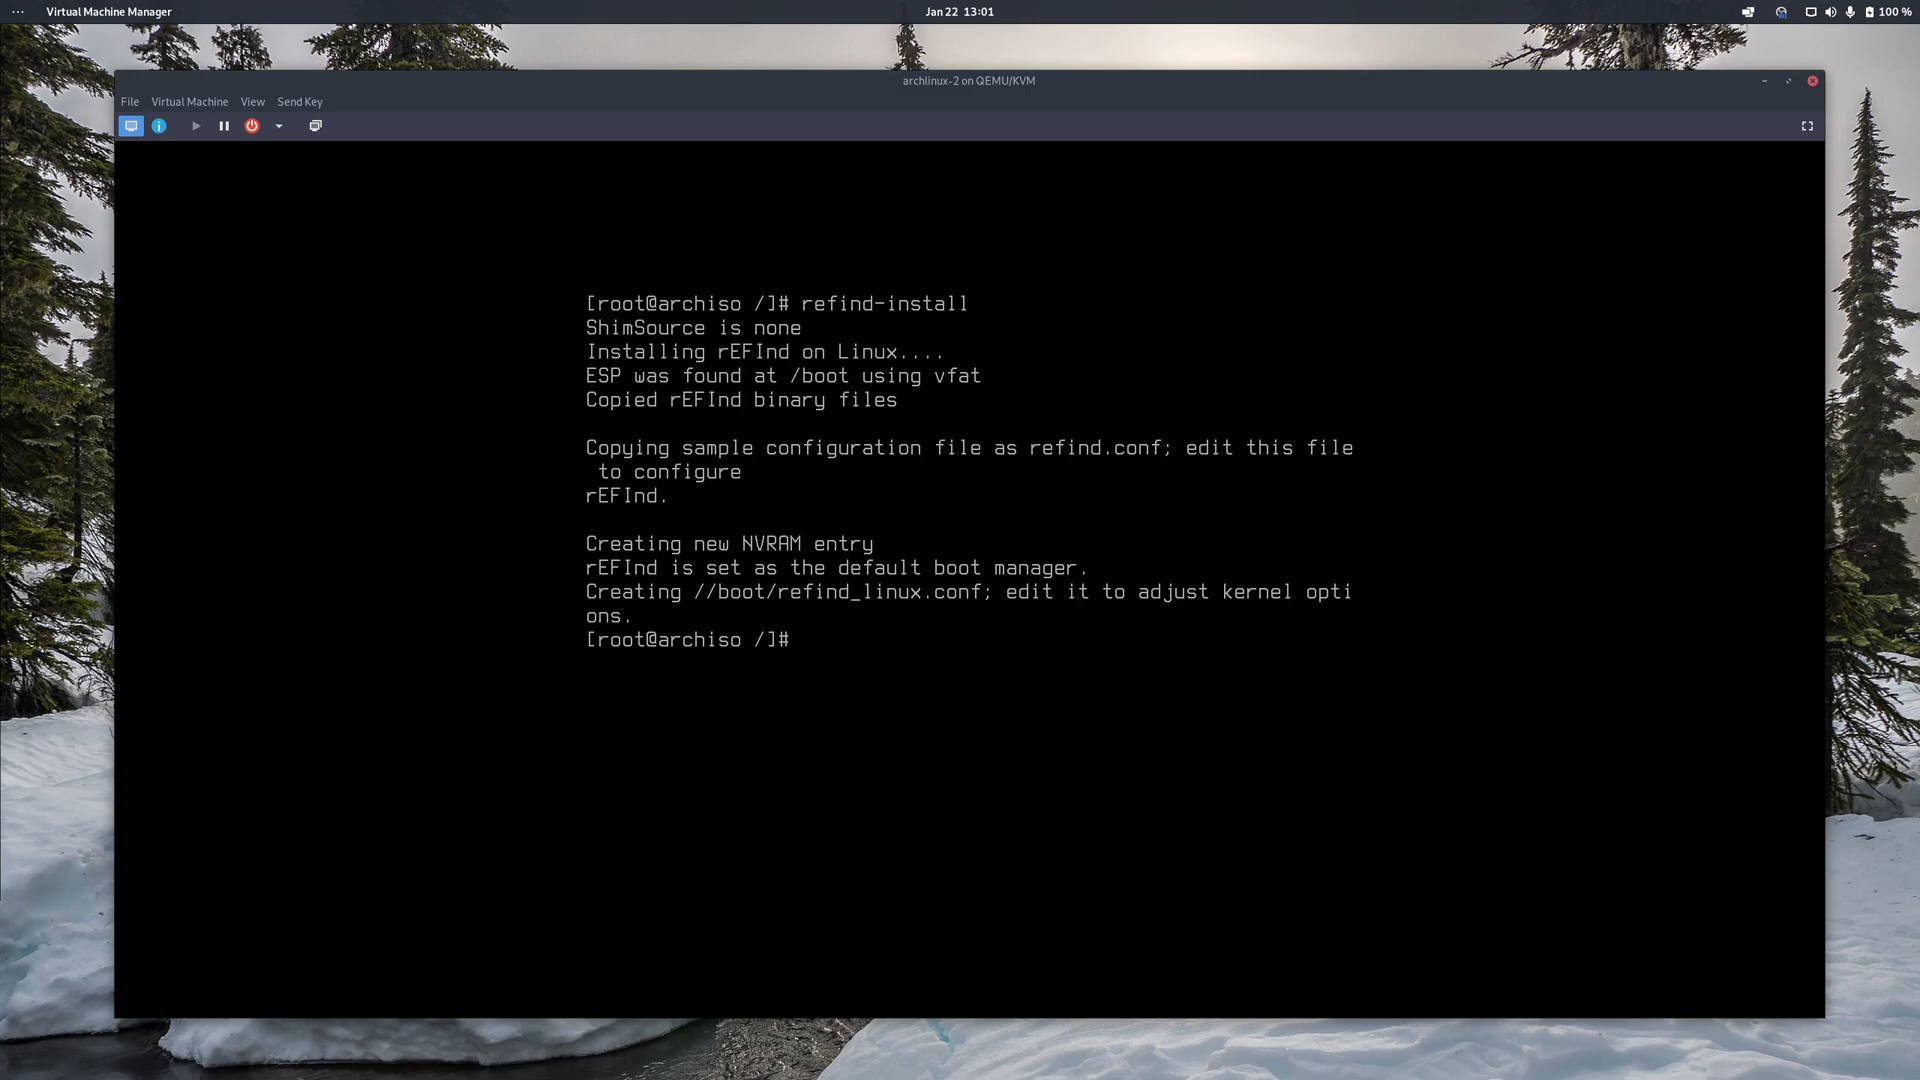 Virtual Machine Manager
Jan 22 13:01
100 %
archlinux-2 on QEMU/KVM
File Virtual Machine View Send Key
[root@archiso /]# refind-install
ShimSource is none
Installing rEFInd on Linux....
ESP was found at /boot using vfat
Copied rEFInd binary files
Copying sample configuration file as refind.conf; edit this file
to configure
rEFInd.
Creating new NVRAM entry
rEFInd is set as the default boot manager.
Creating //boot/refind_linux.conf; edit it to adjust kernel opti
ons.
[root@archiso /]#